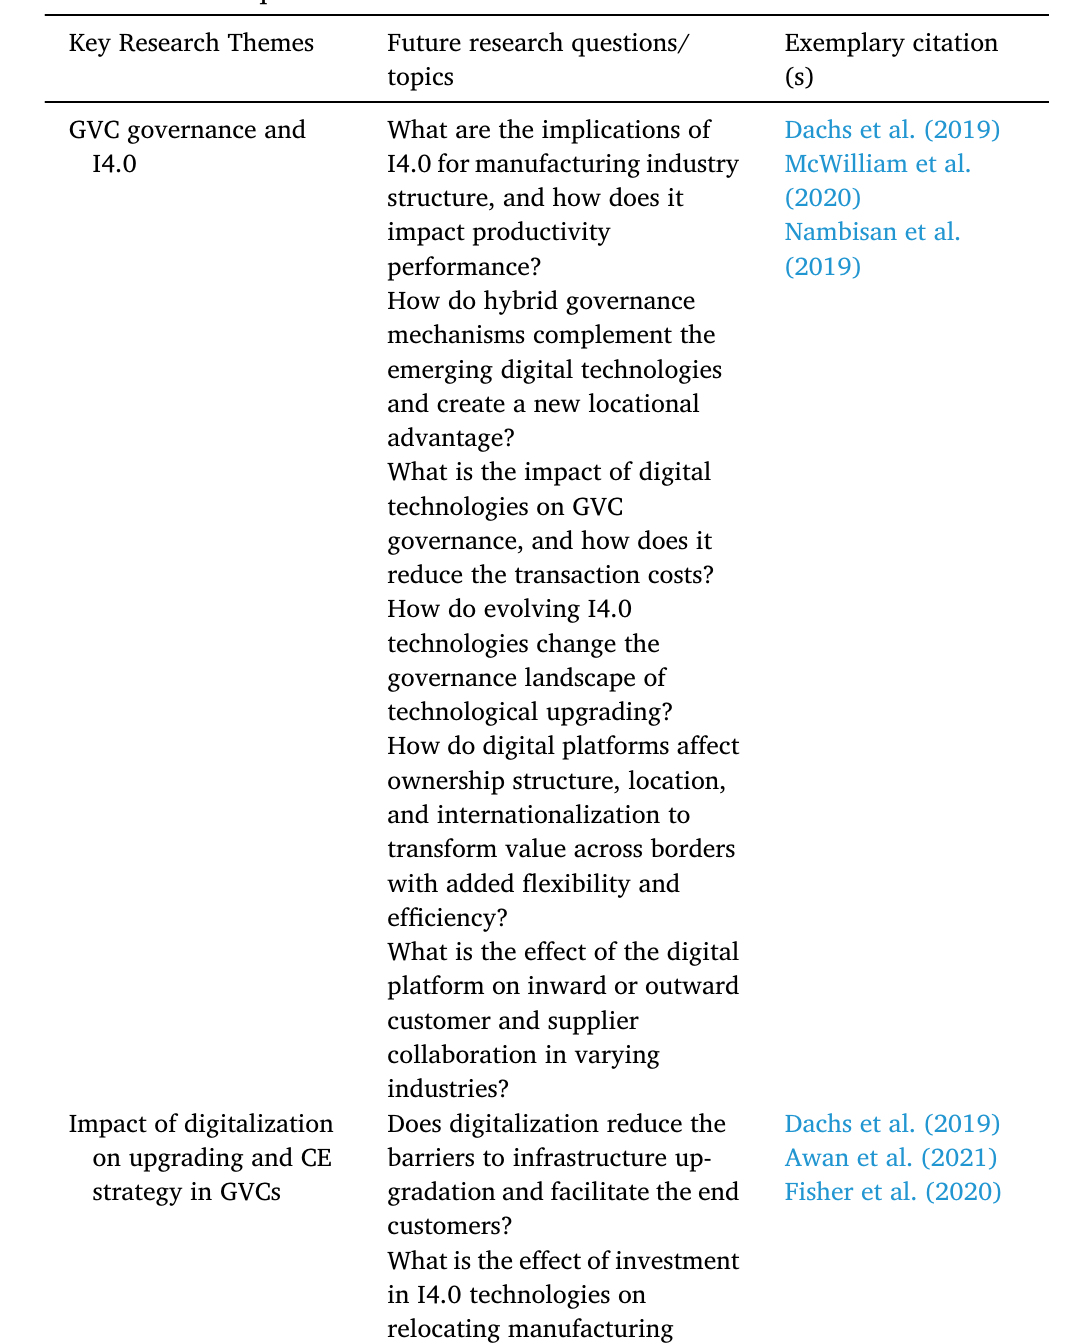 Key Research Themes
Future research questions/
topics
Exemplary citation
(s)
GVC governance and
I4.0
What are the implications of
I4.0 for manufacturing industry
structure, and how does it
impact productivity
performance?
How do hybrid governance
mechanisms complement the
emerging digital technologies
and create a new locational
advantage?
What is the impact of digital
technologies on GVC
governance, and how does it
reduce the transaction costs?
How do evolving I4.0
technologies change the
governance landscape of
technological upgrading?
How do digital platforms affect
ownership structure, location,
and internationalization to
transform value across borders
with added flexibility and
efficiency?
What is the effect of the digital
platform on inward or outward
customer and supplier
collaboration in varying
industries?
Dachs et al. (2019)
McWilliam et al.
(2020)
Nambisan et al.
(2019)
Impact of digitalization
on upgrading and CE
strategy in GVCs
Does digitalization reduce the
barriers to infrastructure up-
gradation and facilitate the end
customers?
What is the effect of investment
in I4.0 technologies on
relocating manufacturing
Dachs et al. (2019)
Awan et al. (2021)
Fisher et al. (2020)